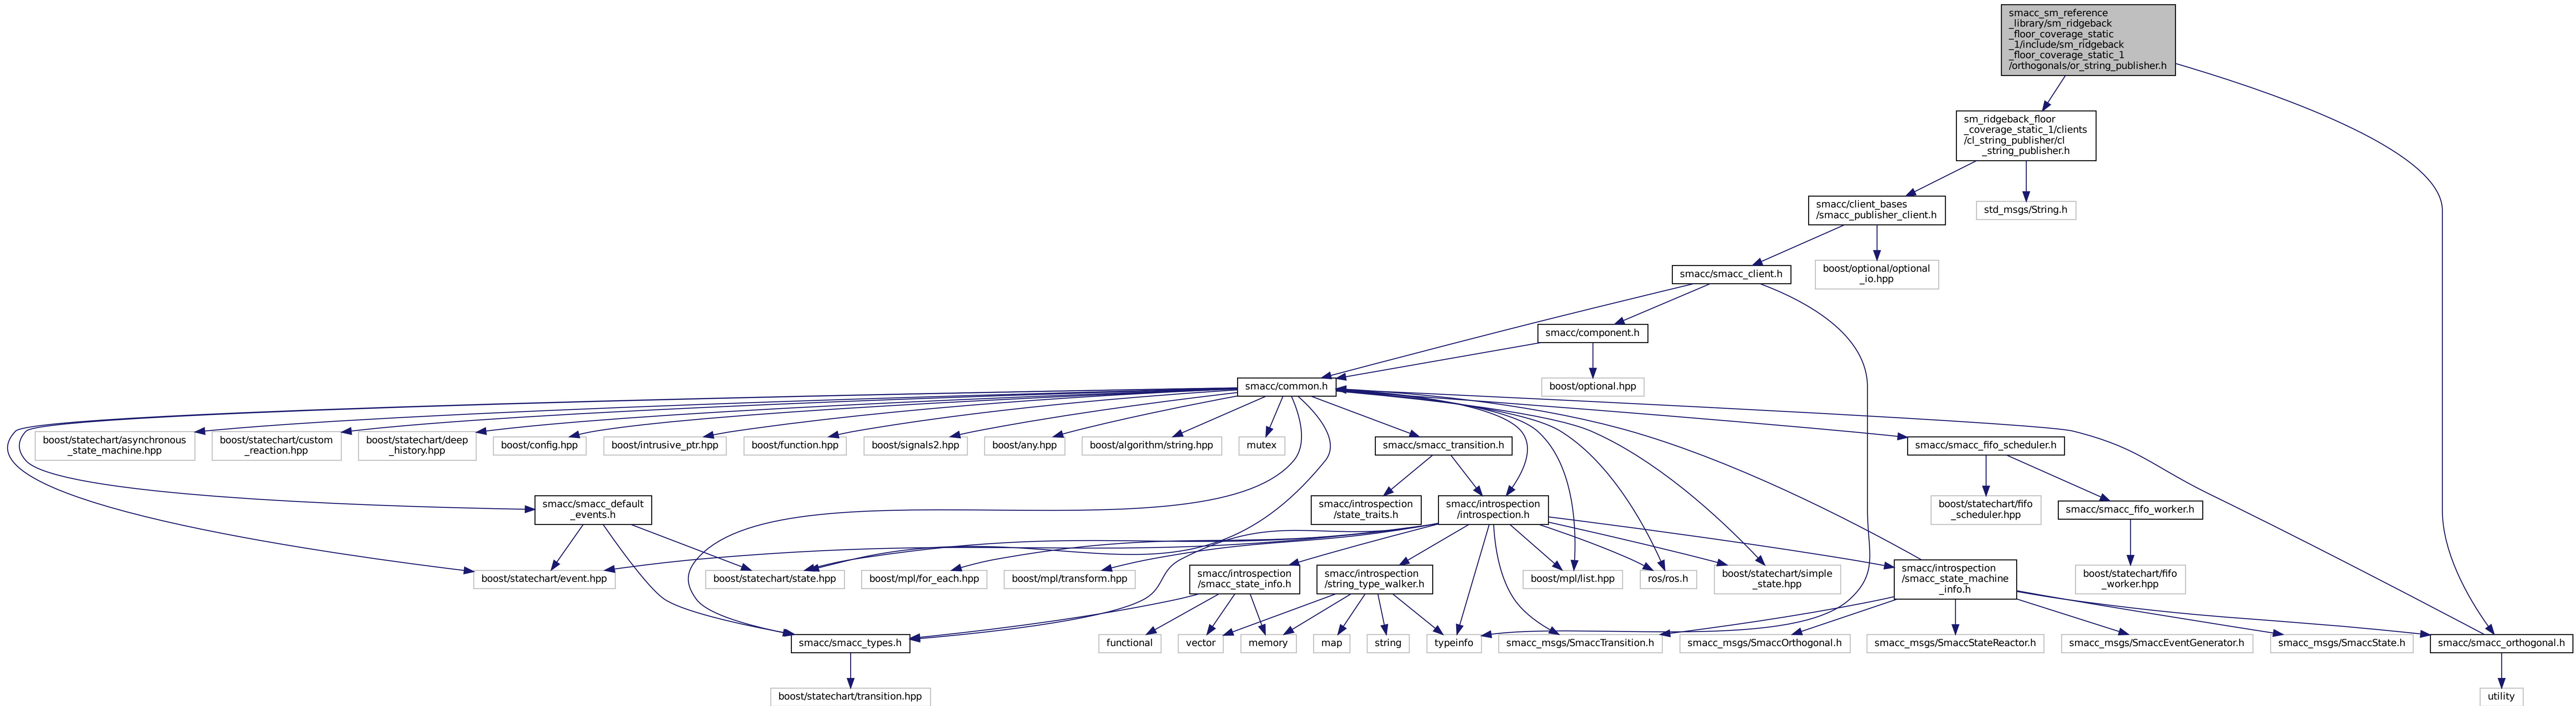 smacc_sm_reference
_library/sm_ridgeback
_floor_coverage_static
_1/include/sm_ridgeback
_floor_coverage_static_1
/orthogonals/or_string_publisher.h
sm_ridgeback_floor
_coverage_static_1/clients
/cl_string_publisher/cl
_string_publisher.h
smacc/client_bases
/smacc_publisher_client.h
std_msgs/String.h
smacc/smacc_client.h
boost/optional/optional
_io.hpp
smacc/component.h
smacc/common.h
boost/optional.hpp
boost/statechart/asynchronous
_state_machine.hpp
boost/statechart/custom
_reaction.hpp
boost/statechart/deep
_history.hpp
boost/config.hpp
boost/intrusive_ptr.hpp
boost/function.hpp
boost/signals2.hpp
boost/any.hpp
boost/algorithm/string.hpp
mutex
smacc/smacc_transition.h
smacc/smacc_fifo_scheduler.h
smacc/smacc_default
_events.h
smacc/introspection
/state_traits.h
smacc/introspection
/introspection.h
boost/statechart/fifo
_scheduler.hpp
smacc/smacc_fifo_worker.h
boost/statechart/event.hpp
boost/statechart/state.hpp
boost/mpl/for_each.hpp
boost/mpl/transform.hpp
smacc/introspection
/smacc_state_info.h
smacc/introspection
/string_type_walker.h
boost/mpl/list.hpp
ros/ros.h
boost/statechart/simple
_state.hpp
smacc/introspection
/smacc_state_machine
_info.h
boost/statechart/fifo
_worker.hpp
smacc/smacc_types.h
functional
vector
memory
map
string
typeinfo
smacc_msgs/SmaccTransition.h
smacc_msgs/SmaccOrthogonal.h
smacc_msgs/SmaccStateReactor.h
smacc_msgs/SmaccEventGenerator.h
smacc_msgs/SmaccState.h
smacc/smacc_orthogonal.h
boost/statechart/transition.hpp
utility